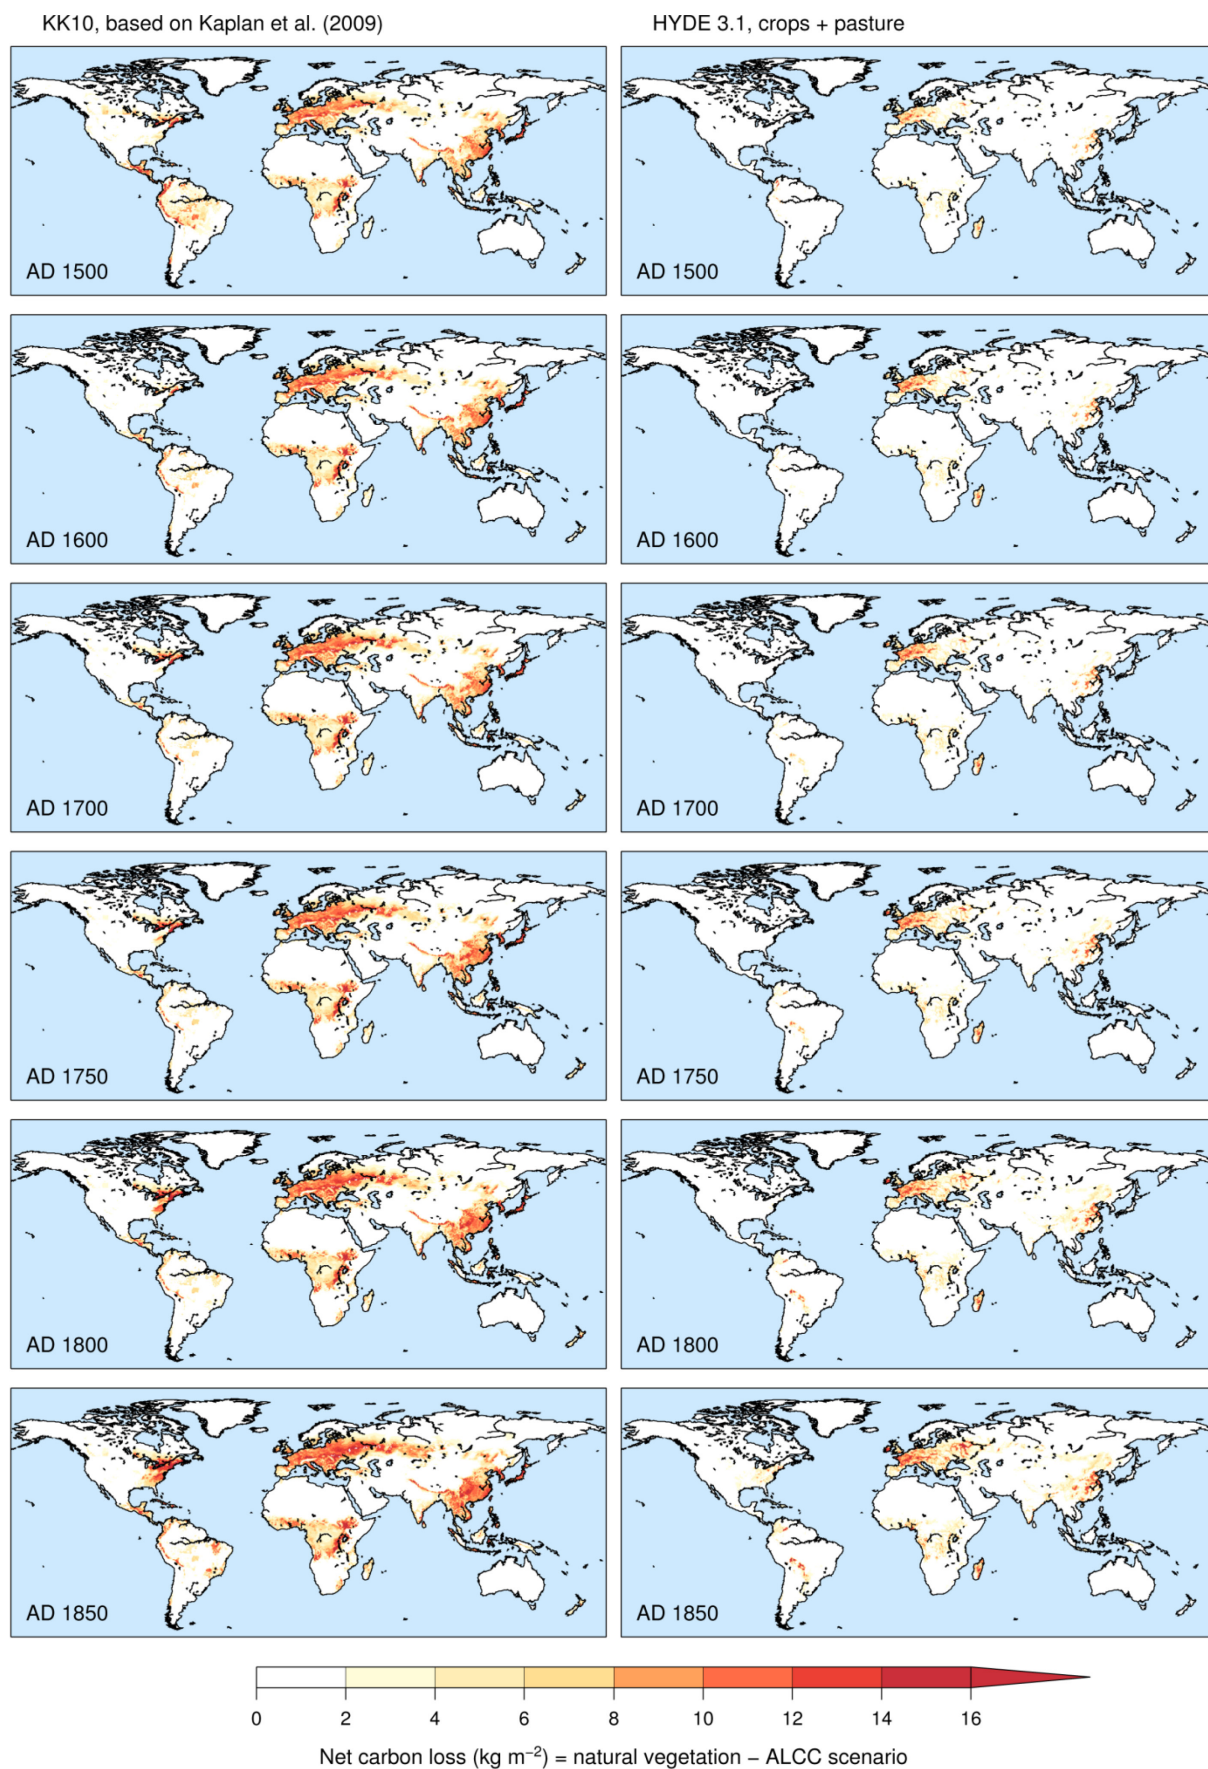 KK10, based on Kaplan et al. (2009)
HYDE 3.1, crops + pasture
AD 1500
AD 1500
AD 1600
AD 1600
AD 1700
AD 1700
AD 1750
AD 1750
AD 1800
AD 1800
AD 1850
AD 1850
0 2 4 6 8 10 12 14 16
Net carbon loss (kg m⁻²) = natural vegetation − ALCC scenario